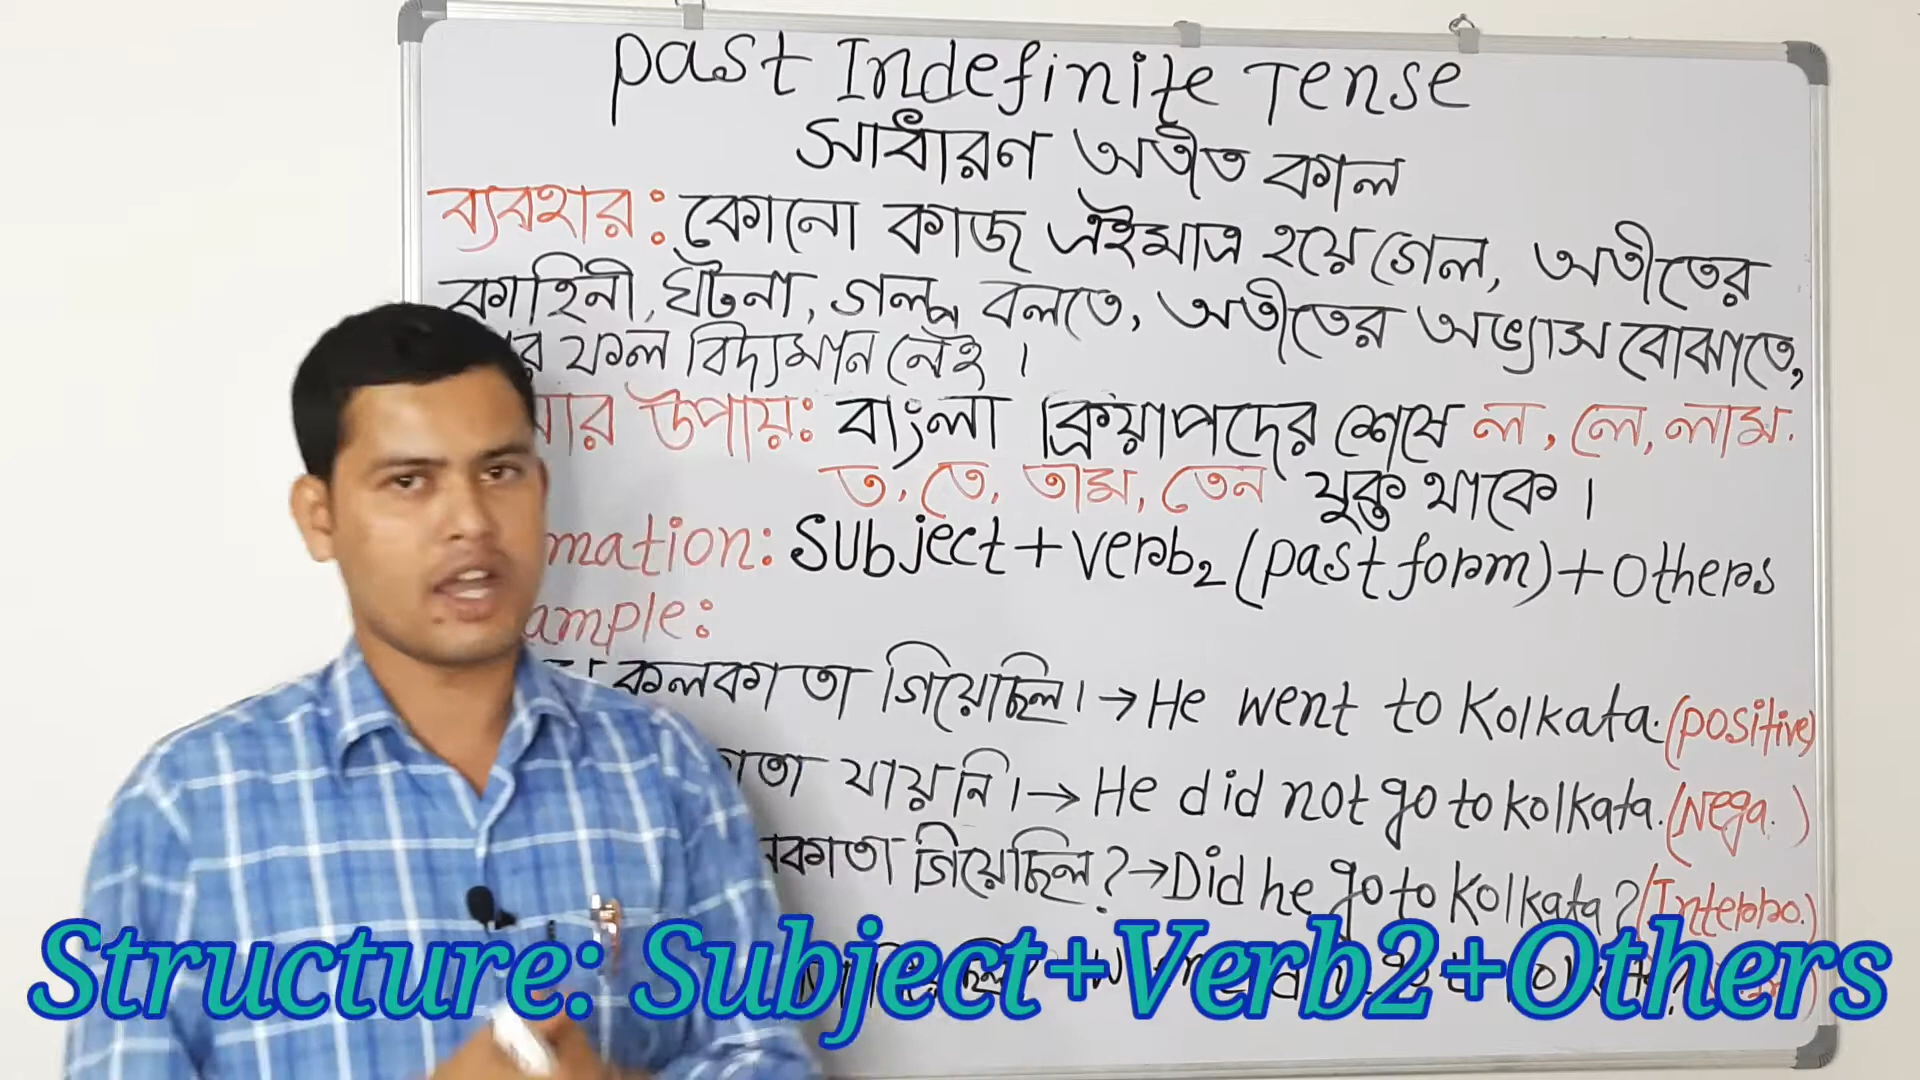 Past Indefinite Tense
সাধারণ অতীত কাল
ব্যবহার: কোনো কাজ এইমাত্র হয়ে গেল, অতীতের
কাহিনী, ঘটনা, গল্প বলতে, অতীতের অভ্যাস বোঝাতে,
ফল বিদ্যমান নেই।
উপায়: বাংলা ক্রিয়াপদের শেষে ল, লে, লাম.
ত, তে, তাম, তেন যুক্ত থাকে।
mation: Subject+Verb₂ (past form)+Others
ample:
কলকাতা গিয়েছিল।→He went to Kolkata.(positive)
যায়নি।→He did not go to Kolkata.(Nega.)
গিয়েছিল?→Did he go to Kolkata?(Interro.)
Structure: Subject+Verb2+Others